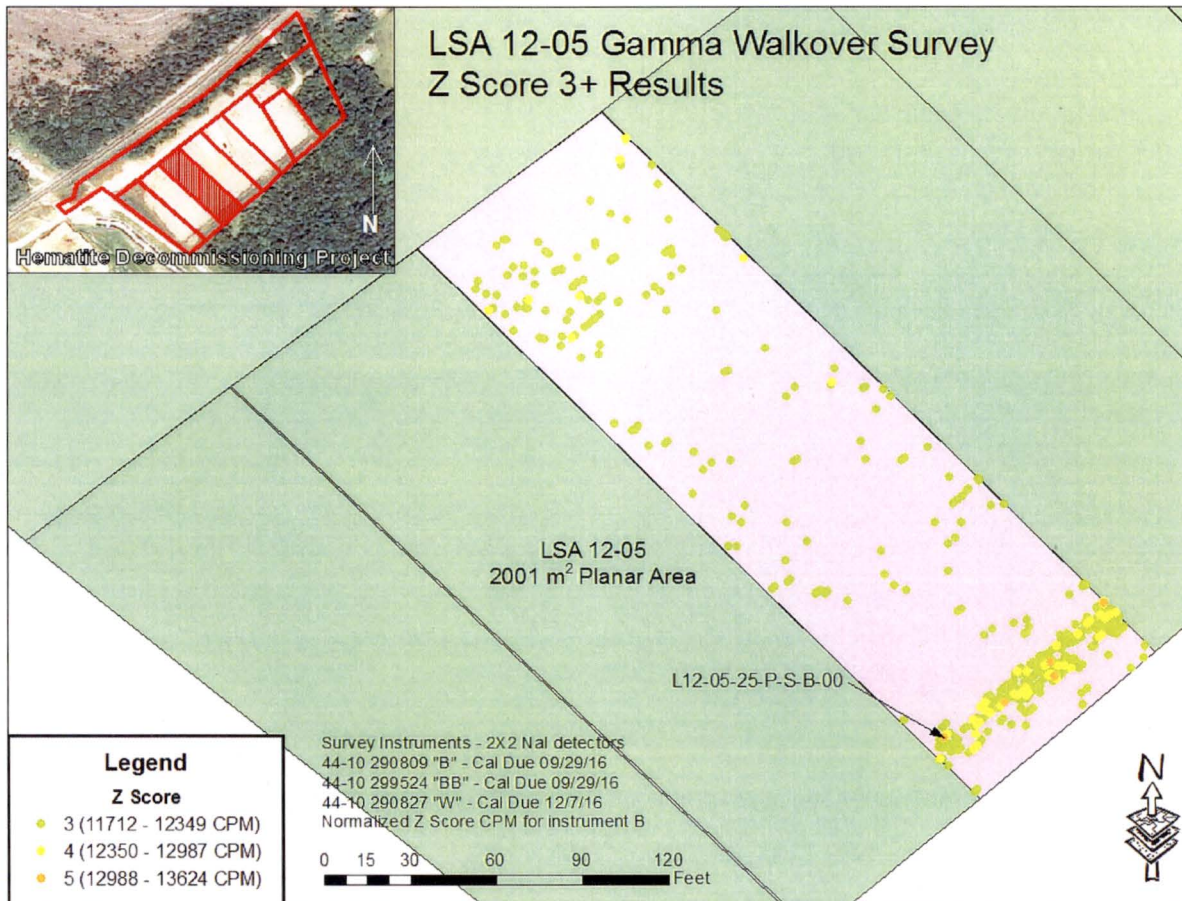 LSA 12-05 Gamma Walkover Survey
Z Score 3+ Results
N
Hematite Decommissioning Project
LSA 12-05
2001 m² Planar Area
L12-05-25-P-S-B-00
Legend
Z Score
3 (11712 - 12349 CPM)
4 (12350 - 12987 CPM)
5 (12988 - 13624 CPM)
Survey Instruments - 2X2 NaI detectors
44-10 290809 "B" - Cal Due 09/29/16
44-10 299524 "BB" - Cal Due 09/29/16
44-10 290827 "W" - Cal Due 12/7/16
Normalized Z Score CPM for instrument B
0 15 30 60 90 120
Feet
N